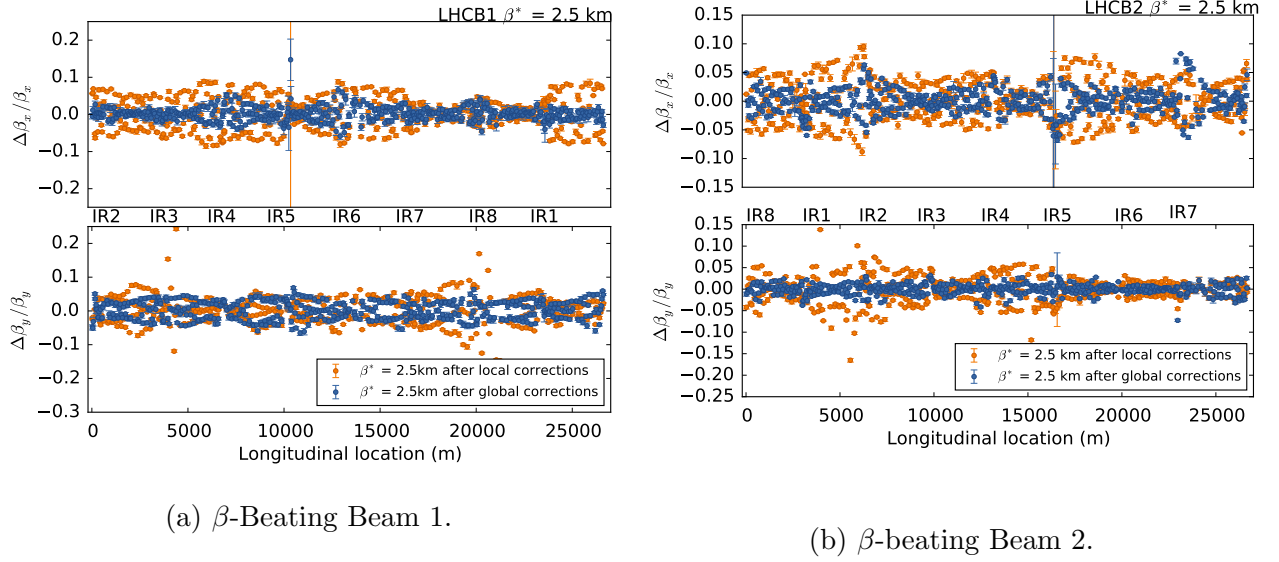 LHCB1 β* = 2.5 km
0.2
0.1
0.0
−0.1
−0.2
Δβx/βx
IR2 IR3 IR4 IR5 IR6 IR7 IR8 IR1
0.2
0.1
0.0
−0.1
−0.2
−0.3
Δβy/βy
β* = 2.5km after local corrections
β* = 2.5km after global corrections
0 5000 10000 15000 20000 25000
Longitudinal location (m)
(a) β-Beating Beam 1.
LHCB2 β* = 2.5 km
0.15
0.10
0.05
0.00
−0.05
−0.10
−0.15
Δβx/βx
IR8 IR1 IR2 IR3 IR4 IR5 IR6 IR7
0.15
0.10
0.05
0.00
−0.05
−0.10
−0.15
−0.20
−0.25
Δβy/βy
β* = 2.5 km after local corrections
β* = 2.5 km after global corrections
0 5000 10000 15000 20000 25000
Longitudinal location (m)
(b) β-beating Beam 2.